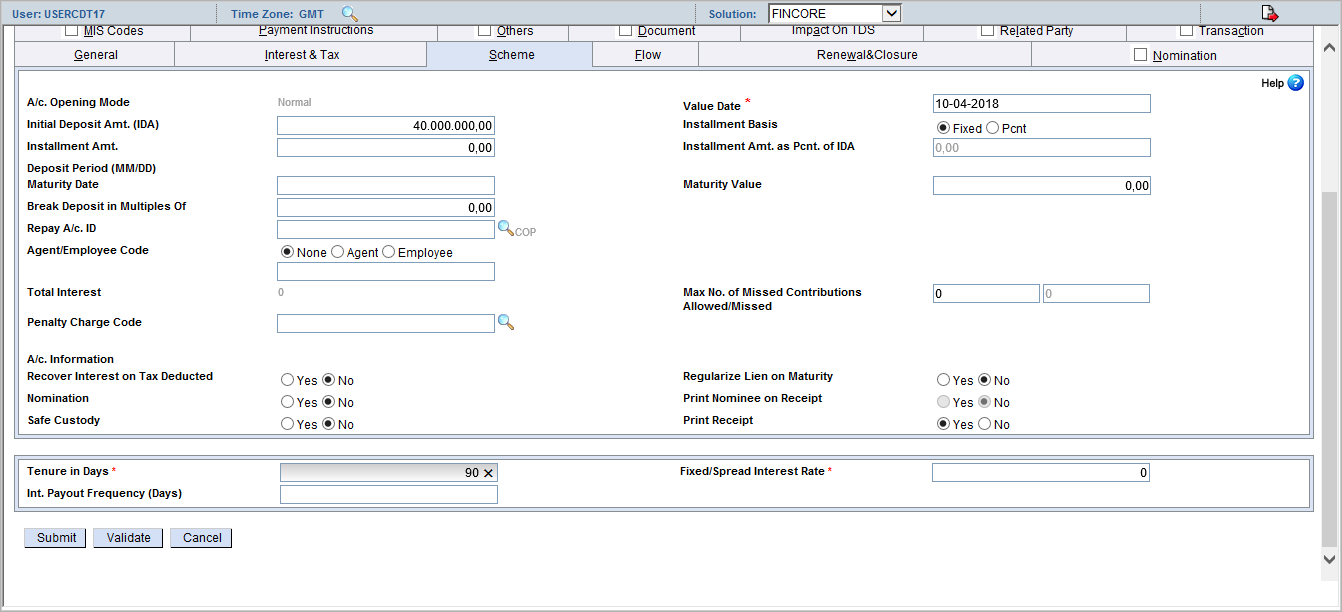 User: USERCDT17 Time Zone: GMT Solution: FINCORE
MIS Codes Payment Instructions Others Document Impact On TDS Related Party Transaction
General Interest & Tax Scheme Flow Renewal&Closure Nomination
Help ?
A/c. Opening Mode Normal Value Date * 10-04-2018
Initial Deposit Amt. (IDA) 40.000.000,00 Installment Basis Fixed Pcnt
Installment Amt. 0,00 Installment Amt. as Pcnt. of IDA 0,00
Deposit Period (MM/DD)
Maturity Date Maturity Value 0,00
Break Deposit in Multiples Of 0,00
Repay A/c. ID COP
Agent/Employee Code None Agent Employee
Total Interest 0 Max No. of Missed Contributions 0 0
Allowed/Missed
Penalty Charge Code
A/c. Information
Recover Interest on Tax Deducted Yes No Regularize Lien on Maturity Yes No
Nomination Yes No Print Nominee on Receipt Yes No
Safe Custody Yes No Print Receipt Yes No
Tenure in Days * 90 Fixed/Spread Interest Rate * 0
Int. Payout Frequency (Days)
Submit Validate Cancel